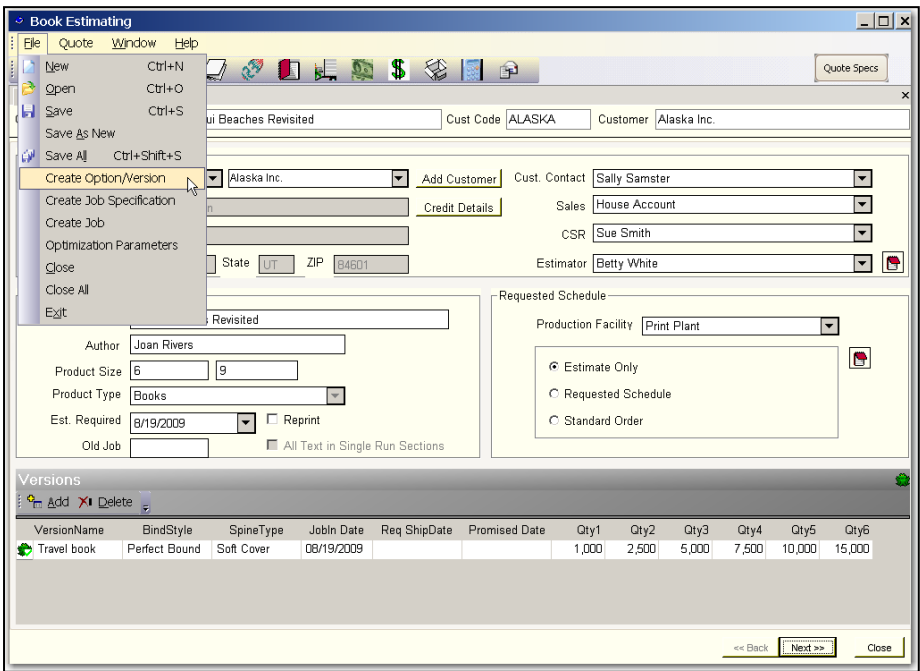 Book Estimating
File Quote Window Help
New Ctrl+N
Open Ctrl+O
Save Ctrl+S
Save As New
Save All Ctrl+Shift+S
Create Option/Version
Create Job Specification
Create Job
Optimization Parameters
Close
Close All
Exit
Quote Specs
ui Beaches Revisited Cust Code ALASKA Customer Alaska Inc.
Alaska Inc. Add Customer Cust. Contact Sally Samster
Credit Details Sales House Account
CSR Sue Smith
State UT ZIP 84601 Estimator Betty White
Requested Schedule
s Revisited Production Facility Print Plant
Author Joan Rivers
Product Size 6 9 Estimate Only
Product Type Books Requested Schedule
Est. Required 8/19/2009 Reprint Standard Order
Old Job All Text in Single Run Sections
Versions
Add Delete
VersionName BindStyle SpineType JobIn Date Req ShipDate Promised Date Qty1 Qty2 Qty3 Qty4 Qty5 Qty6
Travel book Perfect Bound Soft Cover 08/19/2009 1,000 2,500 5,000 7,500 10,000 15,000
<< Back Next >> Close